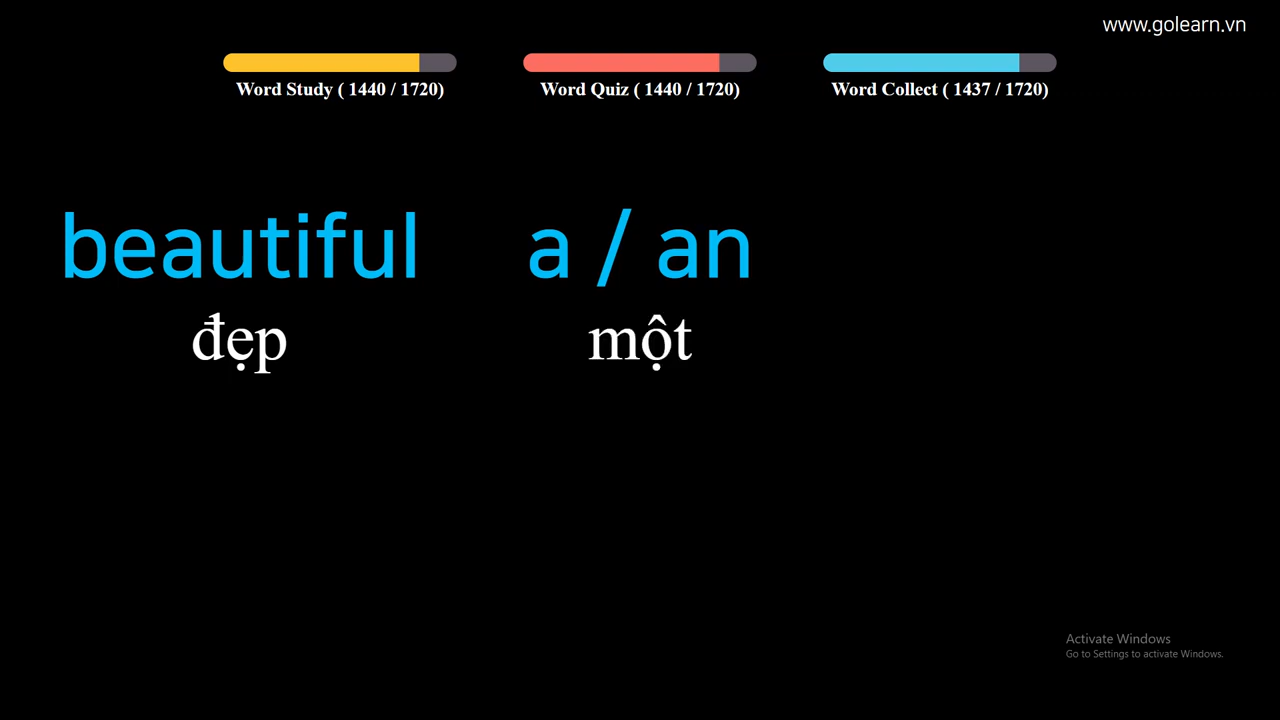 www.golearn.vn
Word Study ( 1440 / 1720)
Word Quiz ( 1440 / 1720)
Word Collect ( 1437 / 1720)
beautiful
đẹp
a / an
một
Activate Windows
Go to Settings to activate Windows.